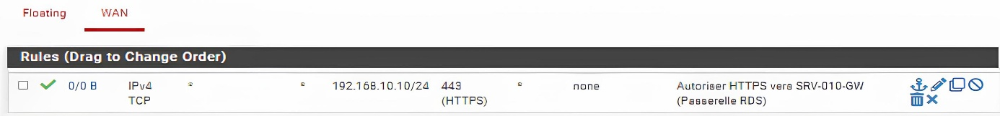 Floating WAN
Rules (Drag to Change Order)
0/0 B IPv4 * * 192.168.10.10/24 443 * none Autoriser HTTPS vers SRV-010-GW
TCP (HTTPS) (Passerelle RDS)